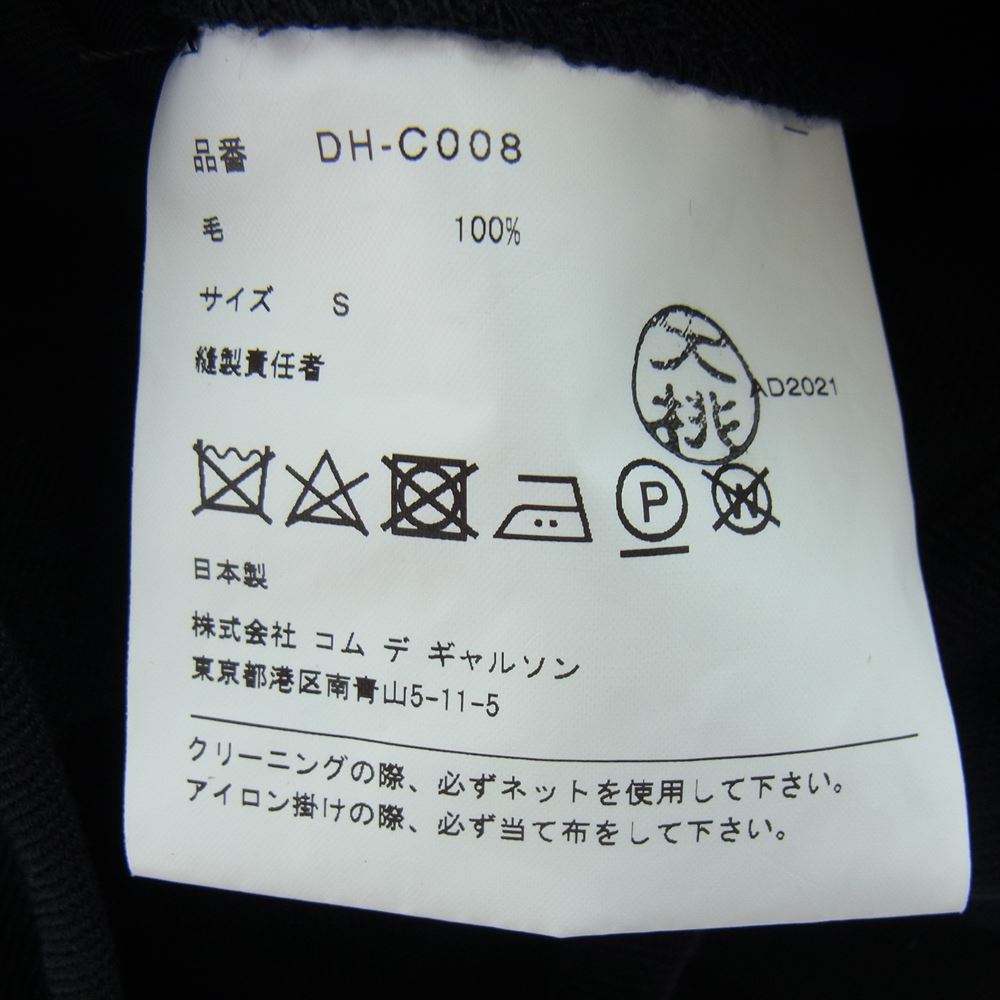 品番 DH-C008
毛 100%
サイズ S
縫製責任者
大桃
AD2021
P
W
日本製
株式会社 コム デ ギャルソン
東京都港区南青山5-11-5
クリーニングの際、必ずネットを使用して下さい。
アイロン掛けの際、必ず当て布をして下さい。